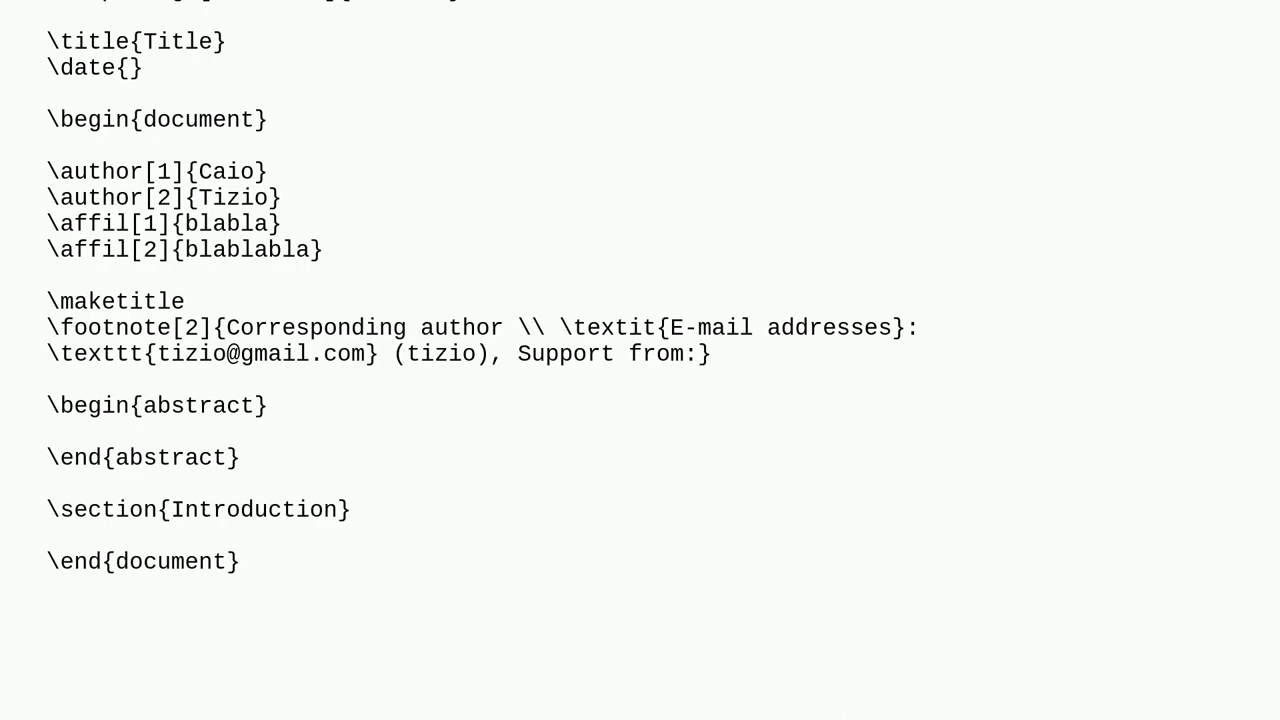 \title{Title}
\date{}
\begin{document}
\author[1]{Caio}
\author[2]{Tizio}
\affil[1]{blabla}
\affil[2]{blablabla}
\maketitle
\footnote[2]{Corresponding author \\ \textit{E-mail addresses}:
\texttt{tizio@gmail.com} (tizio), Support from:}
\begin{abstract}
\end{abstract}
\section{Introduction}
\end{document}